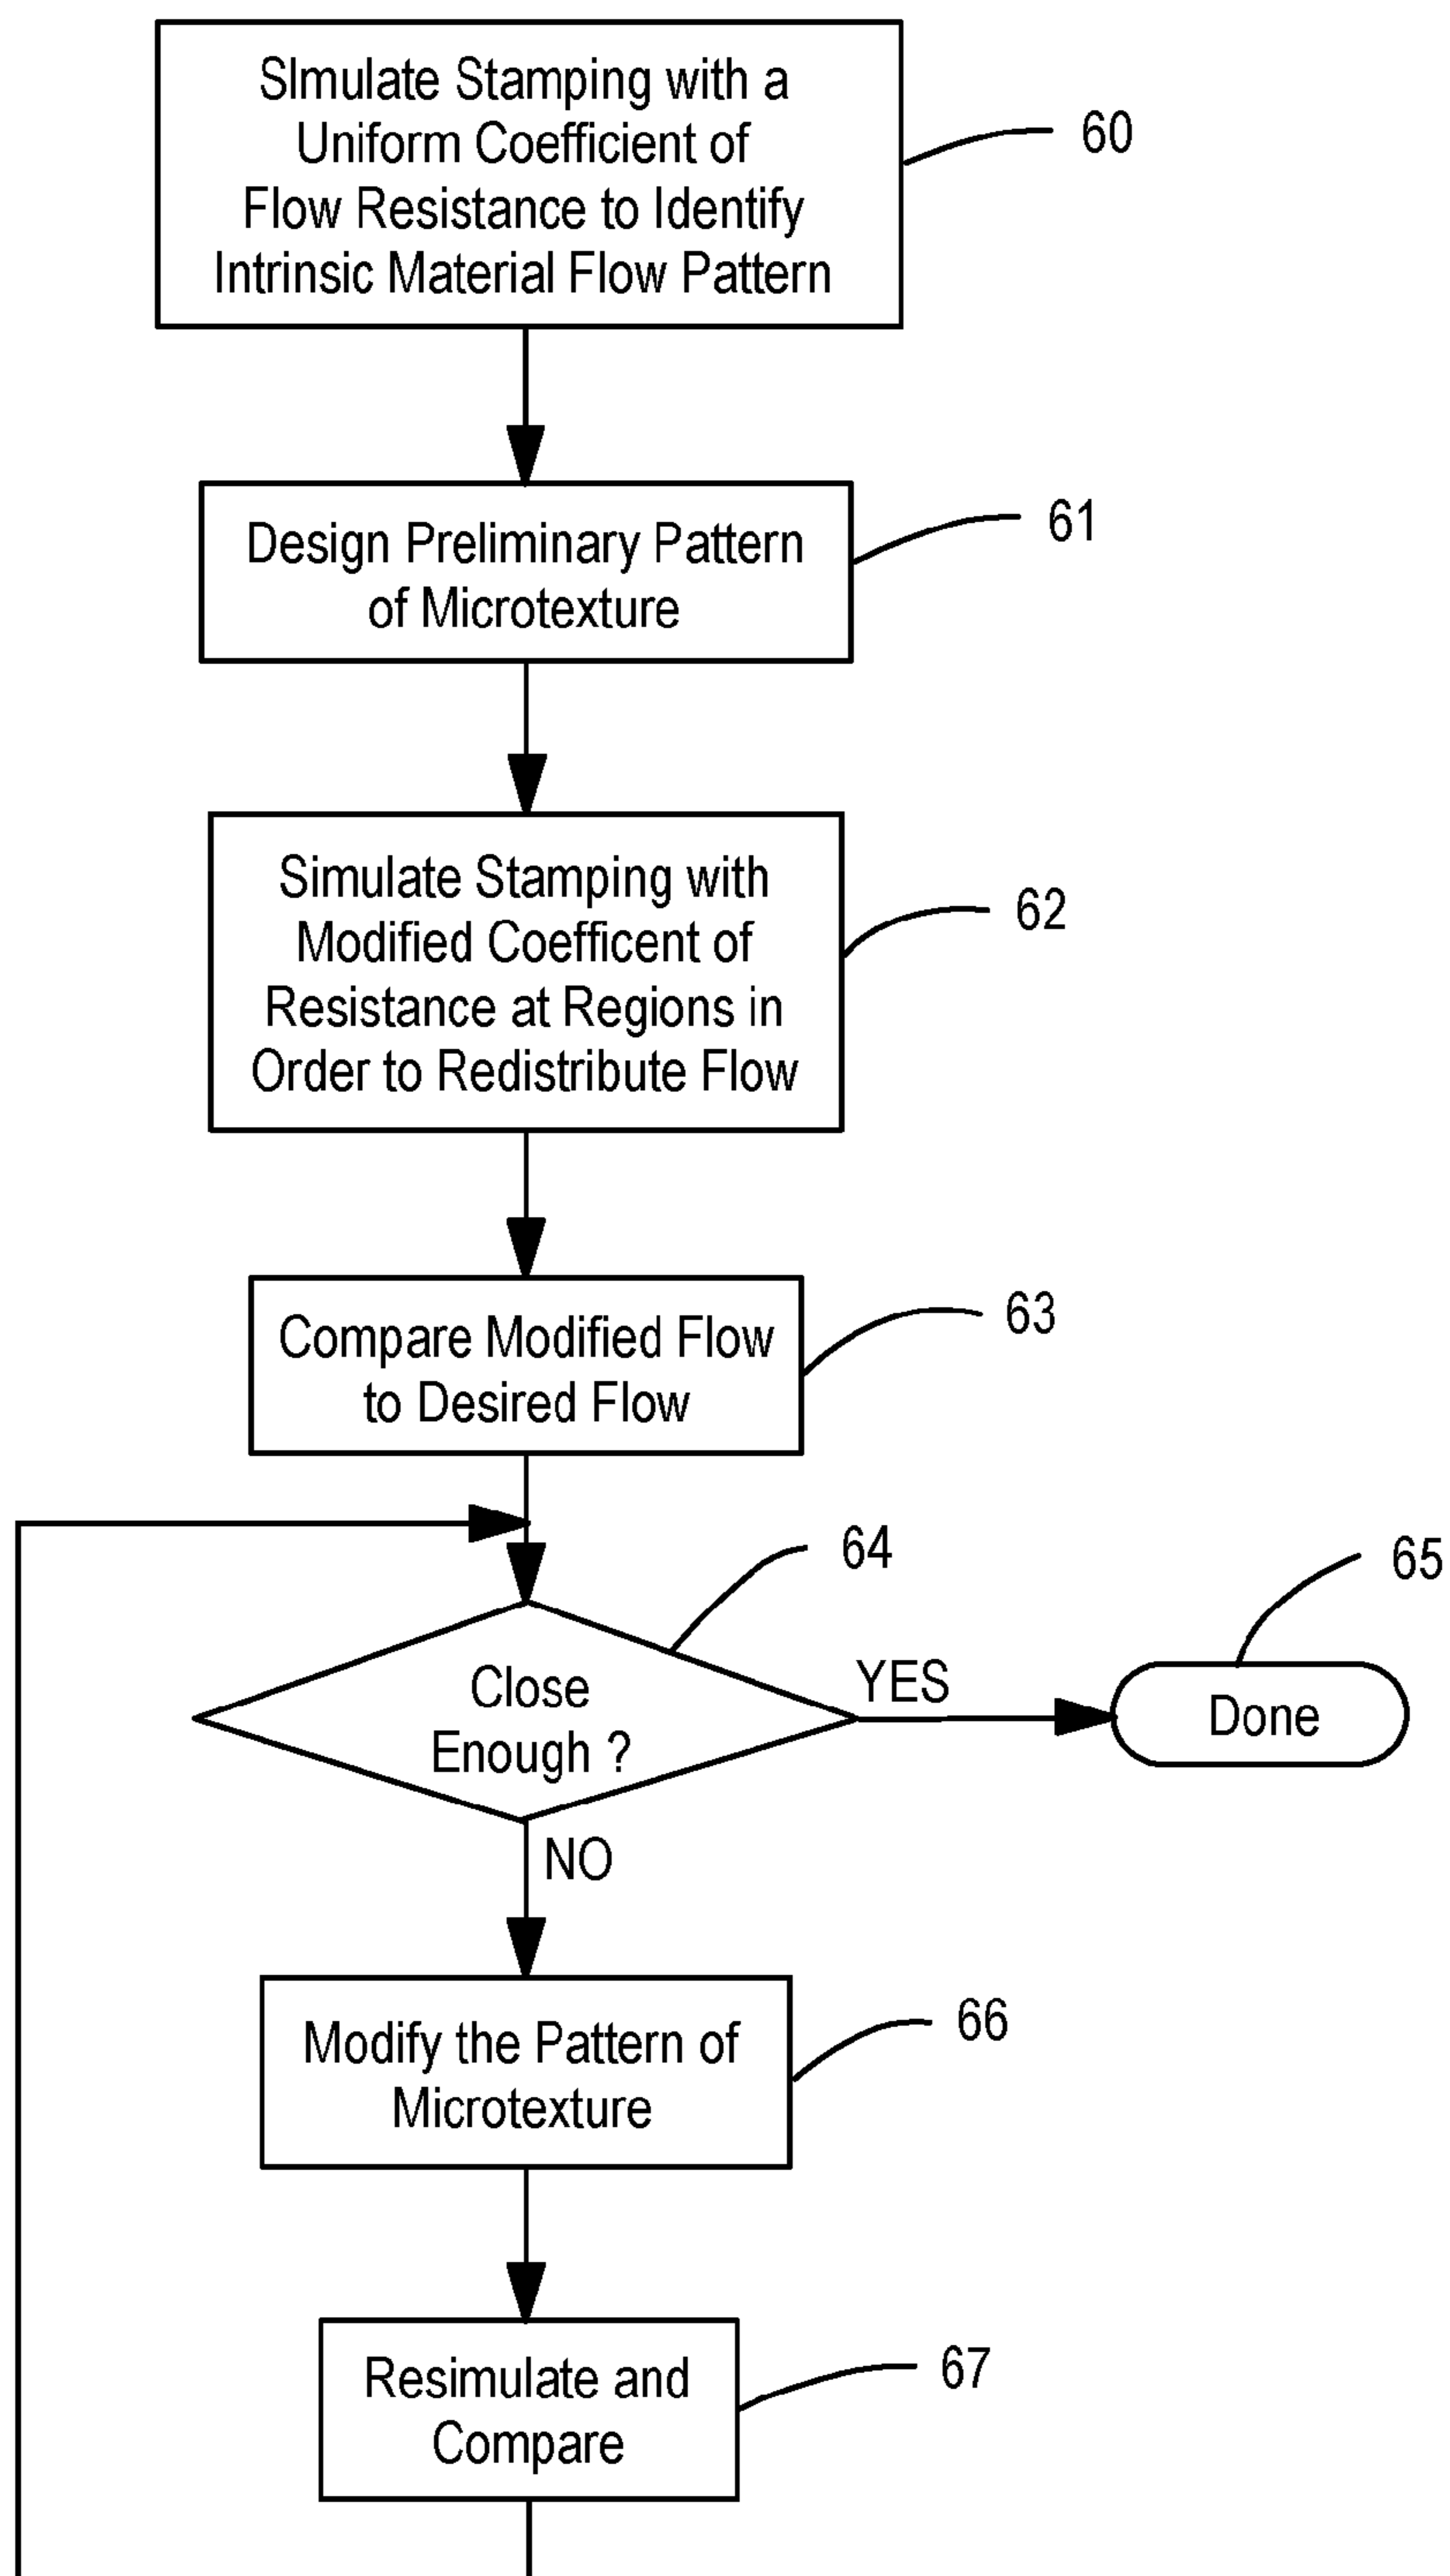 SImulate Stamping with a
Uniform Coefficient of
Flow Resistance to Identify
Intrinsic Material Flow Pattern
60
Design Preliminary Pattern
of Microtexture
61
Simulate Stamping with
Modified Coefficent of
Resistance at Regions in
Order to Redistribute Flow
62
Compare Modified Flow
to Desired Flow
63
64
65
Close
Enough ?
YES
Done
NO
Modify the Pattern of
Microtexture
66
Resimulate and
Compare
67